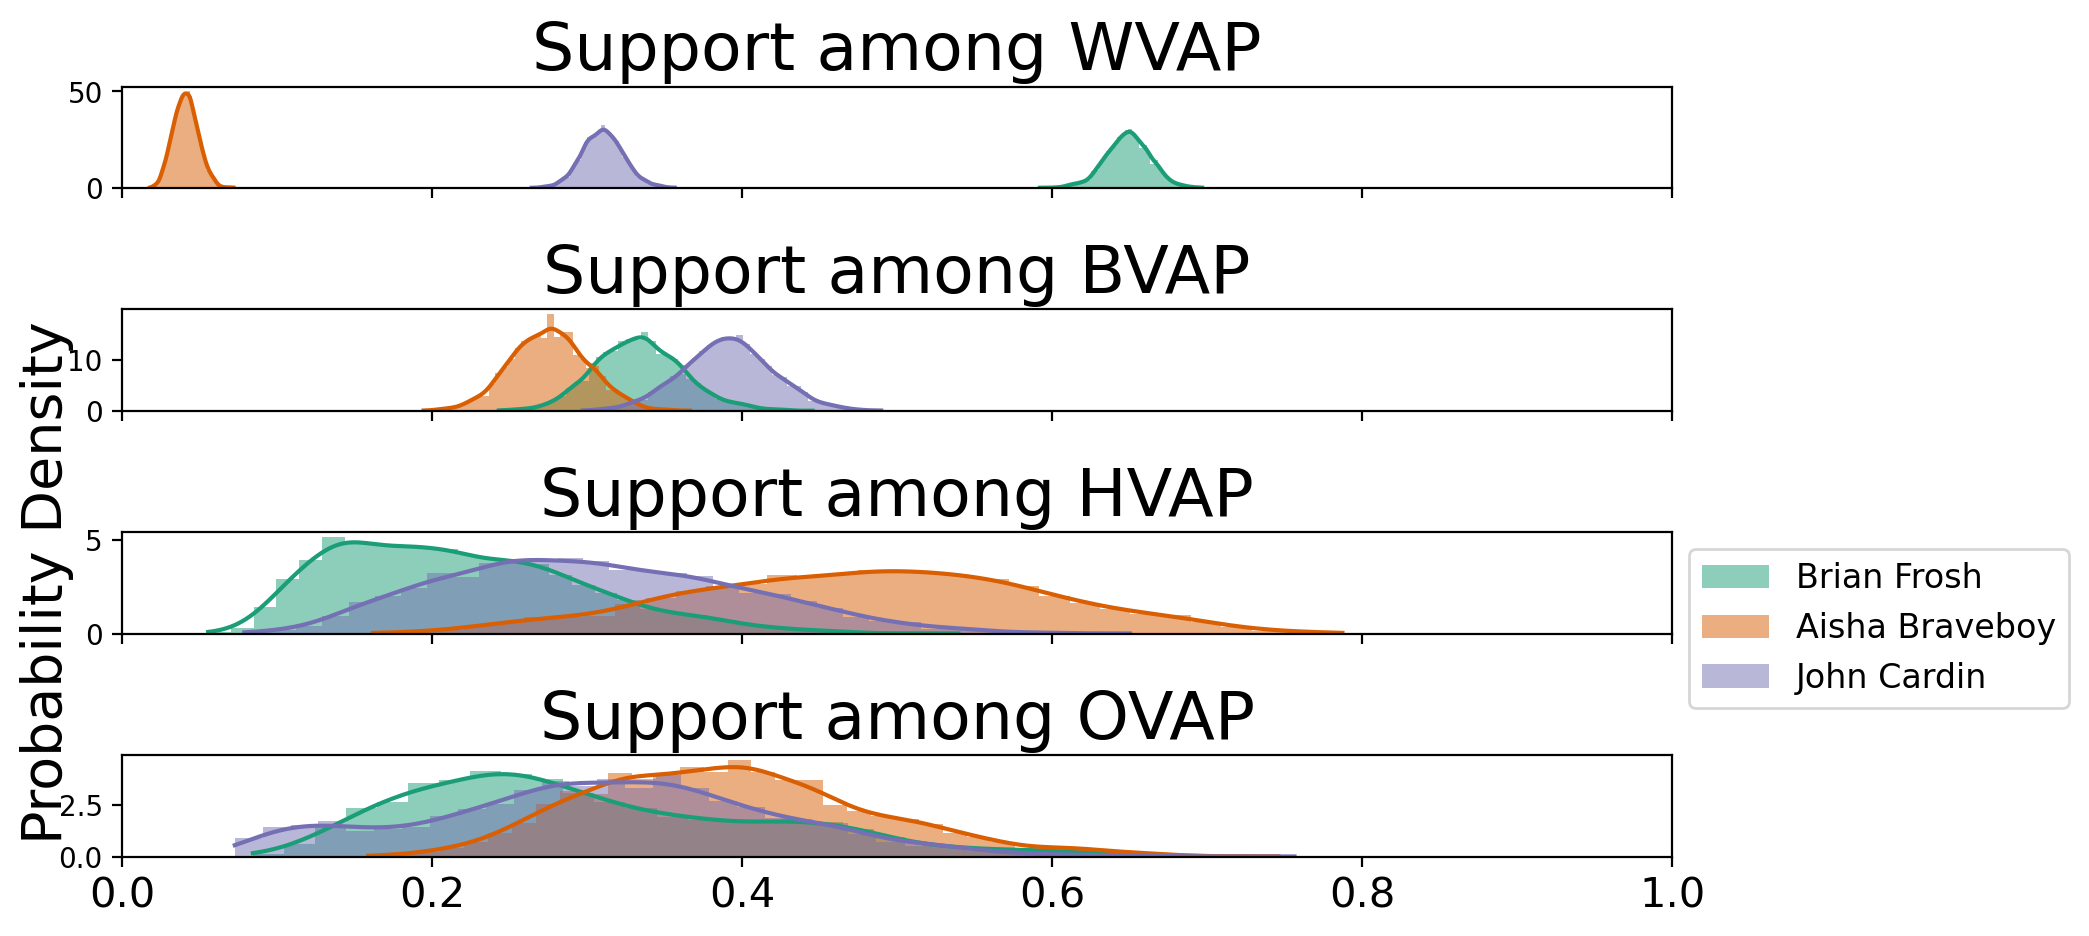 Support among WVAP
50
0
Support among BVAP
10
0
Support among HVAP
5
0
Support among OVAP
2.5
0.0
0.0 0.2 0.4 0.6 0.8 1.0
Probability Density
Brian Frosh
Aisha Braveboy
John Cardin